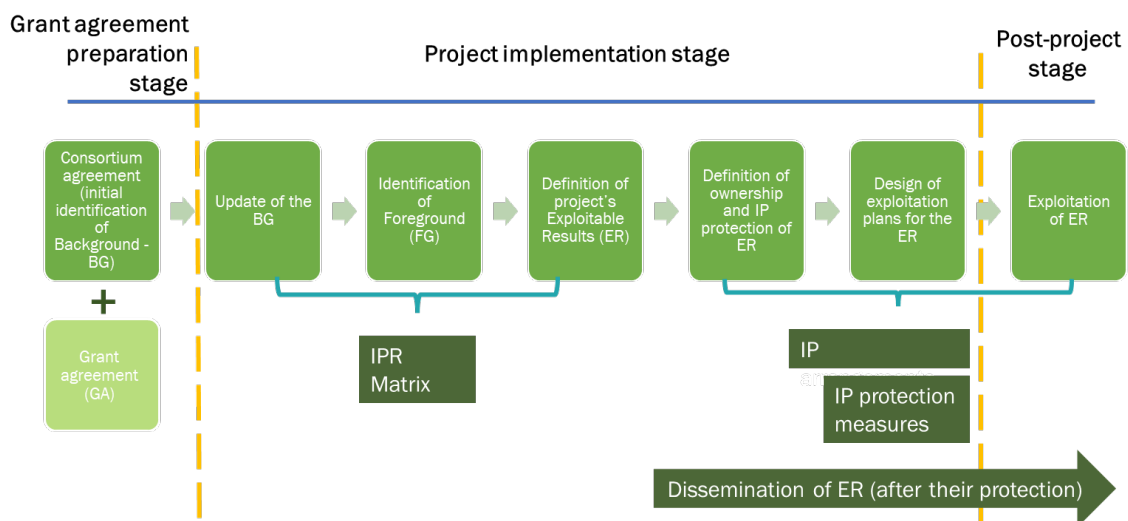 Grant agreement
preparation
stage
Project implementation stage
Post-project
stage
Consortium
agreement
(initial
identification
of
Background -
BG)
Update of the
BG
Identification
of
Foreground
(FG)
Definition of
project's
Exploitable
Results (ER)
Definition of
ownership
and IP
protection of
ER
Design of
exploitation
plans for the
ER
Exploitation
of ER
+
Grant
agreement
(GA)
IPR
Matrix
IP
IP protection
measures
Dissemination of ER (after their protection)